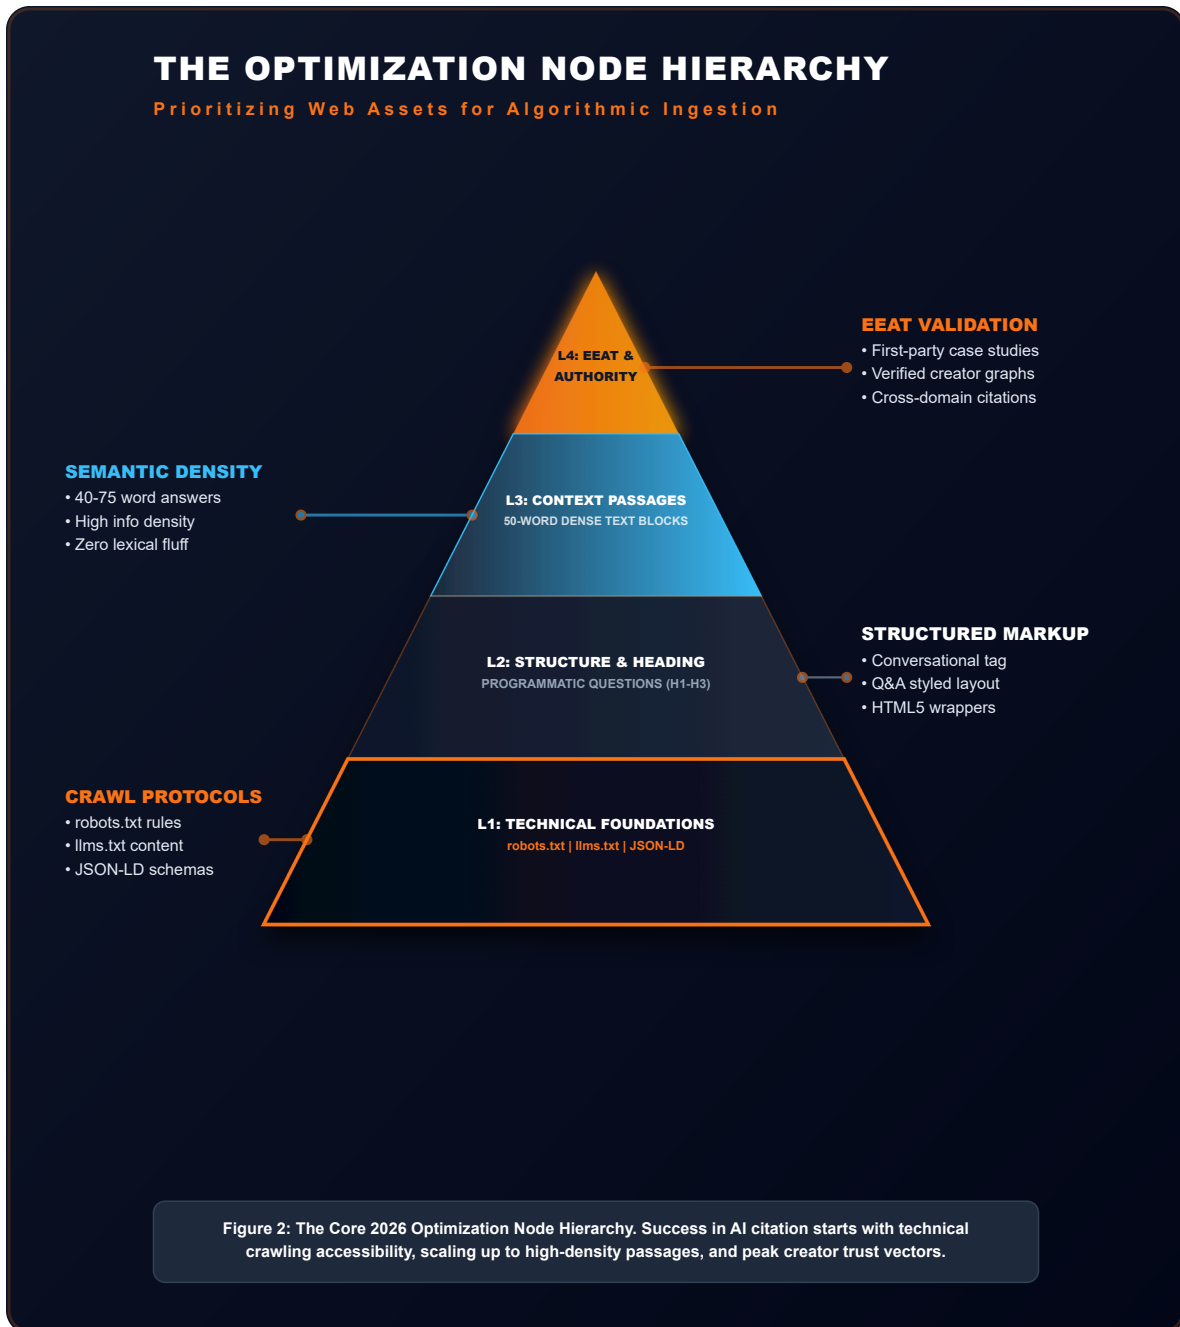 THE OPTIMIZATION NODE HIERARCHY
Prioritizing Web Assets for Algorithmic Ingestion
L4: EEAT &
AUTHORITY
EEAT VALIDATION
• First-party case studies
• Verified creator graphs
• Cross-domain citations
SEMANTIC DENSITY
• 40-75 word answers
• High info density
• Zero lexical fluff
L3: CONTEXT PASSAGES
50-WORD DENSE TEXT BLOCKS
L2: STRUCTURE & HEADING
PROGRAMMATIC QUESTIONS (H1-H3)
STRUCTURED MARKUP
• Conversational tag
• Q&A styled layout
• HTML5 wrappers
CRAWL PROTOCOLS
• robots.txt rules
• llms.txt content
• JSON-LD schemas
L1: TECHNICAL FOUNDATIONS
robots.txt | llms.txt | JSON-LD
Figure 2: The Core 2026 Optimization Node Hierarchy. Success in AI citation starts with technical
crawling accessibility, scaling up to high-density passages, and peak creator trust vectors.